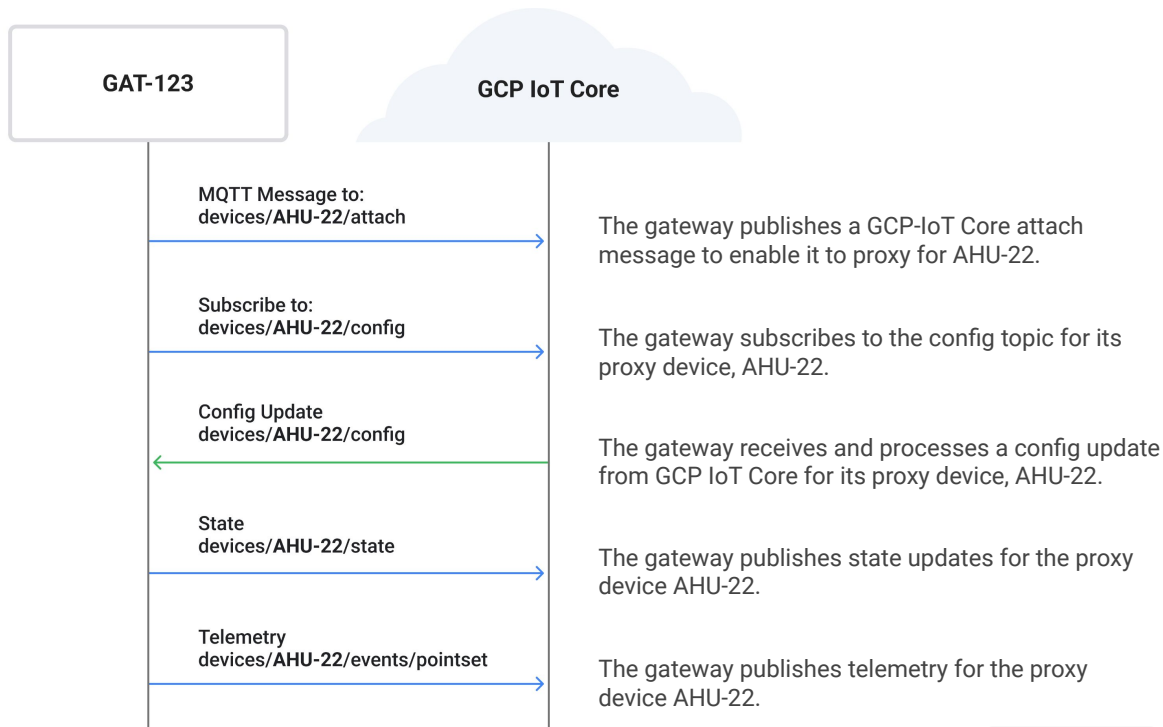 GAT-123
GCP IoT Core
MQTT Message to:
devices/AHU-22/attach
The gateway publishes a GCP-IoT Core attach
message to enable it to proxy for AHU-22.
Subscribe to:
devices/AHU-22/config
The gateway subscribes to the config topic for its
proxy device, AHU-22.
Config Update
devices/AHU-22/config
The gateway receives and processes a config update
from GCP IoT Core for its proxy device, AHU-22.
State
devices/AHU-22/state
The gateway publishes state updates for the proxy
device AHU-22.
Telemetry
devices/AHU-22/events/pointset
The gateway publishes telemetry for the proxy
device AHU-22.